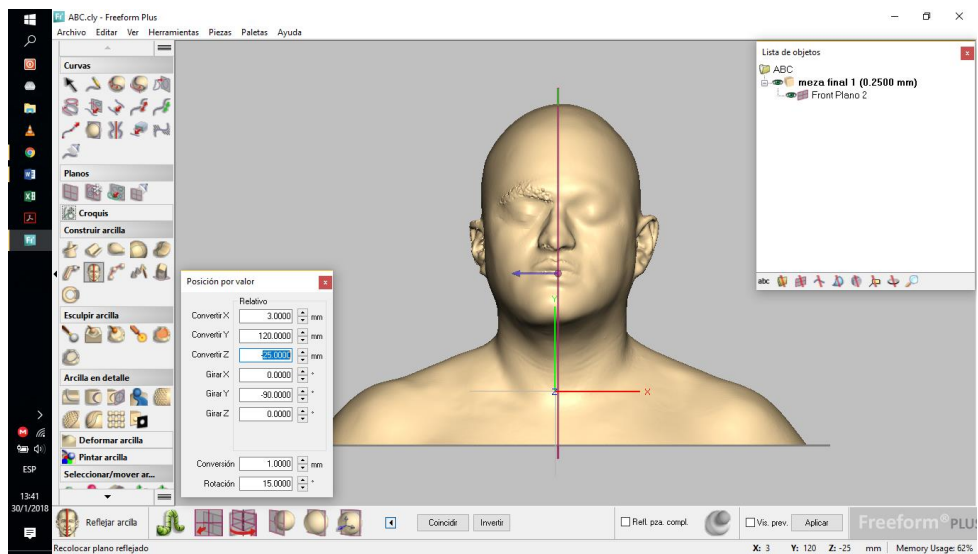 ABC.cly - Freeform Plus
Archivo Editar Ver Herramientas Piezas Paletas Ayuda
Curvas
Planos
Croquis
Construir arcilla
Esculpir arcilla
Arcilla en detalle
Deformar arcilla
Pintar arcilla
Seleccionar/mover ar...
Posición por valor
Relativo
Convertir X 3.0000 mm
Convertir Y 120.0000 mm
Convertir Z -25.0000 mm
Girar X 0.0000 °
Girar Y -90.0000 °
Girar Z 0.0000 °
Conversión 1.0000 mm
Rotación 15.0000 °
Y
Z
X
Lista de objetos
ABC
meza final 1 (0.2500 mm)
Front Plano 2
abc
ESP
13:41
30/1/2018
Reflejar arcilla
Coincidir
Invertir
Refl. pza. compl.
Vis. prev.
Aplicar
Freeform® PLUS
Recolocar plano reflejado
X: 3 Y: 120 Z: -25 mm Memory Usage: 62%